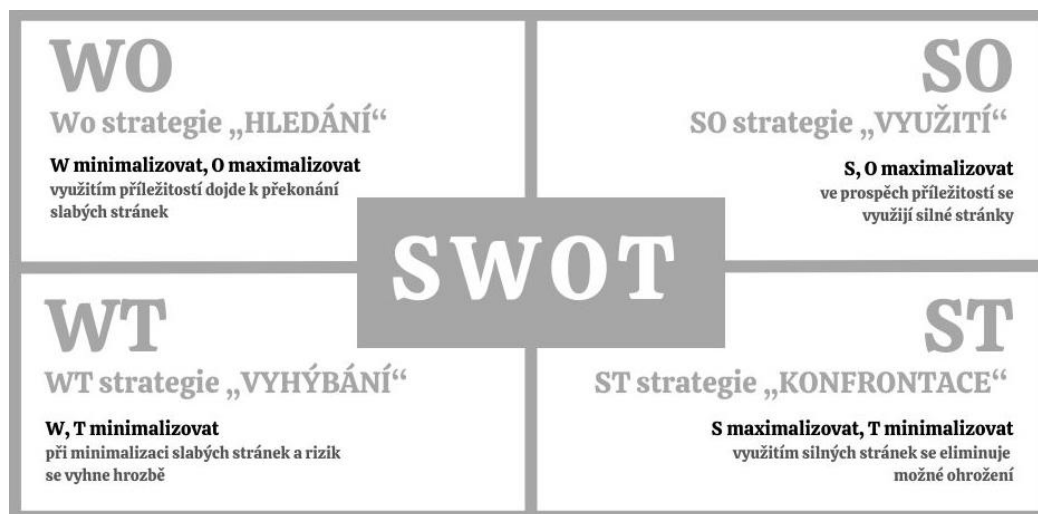 WO
Wo strategie „HLEDÁNÍ“
W minimalizovat, O maximalizovat
využitím příležitostí dojde k překonání
slabých stránek
SO
SO strategie „VYUŽITÍ“
S, O maximalizovat
ve prospěch příležitostí se
využijí silné stránky
SWOT
WT
WT strategie „VYHÝBÁNÍ“
W, T minimalizovat
při minimalizaci slabých stránek a rizik
se vyhne hrozbě
ST
ST strategie „KONFRONTACE“
S maximalizovat, T minimalizovat
využitím silných stránek se eliminuje
možné ohrožení